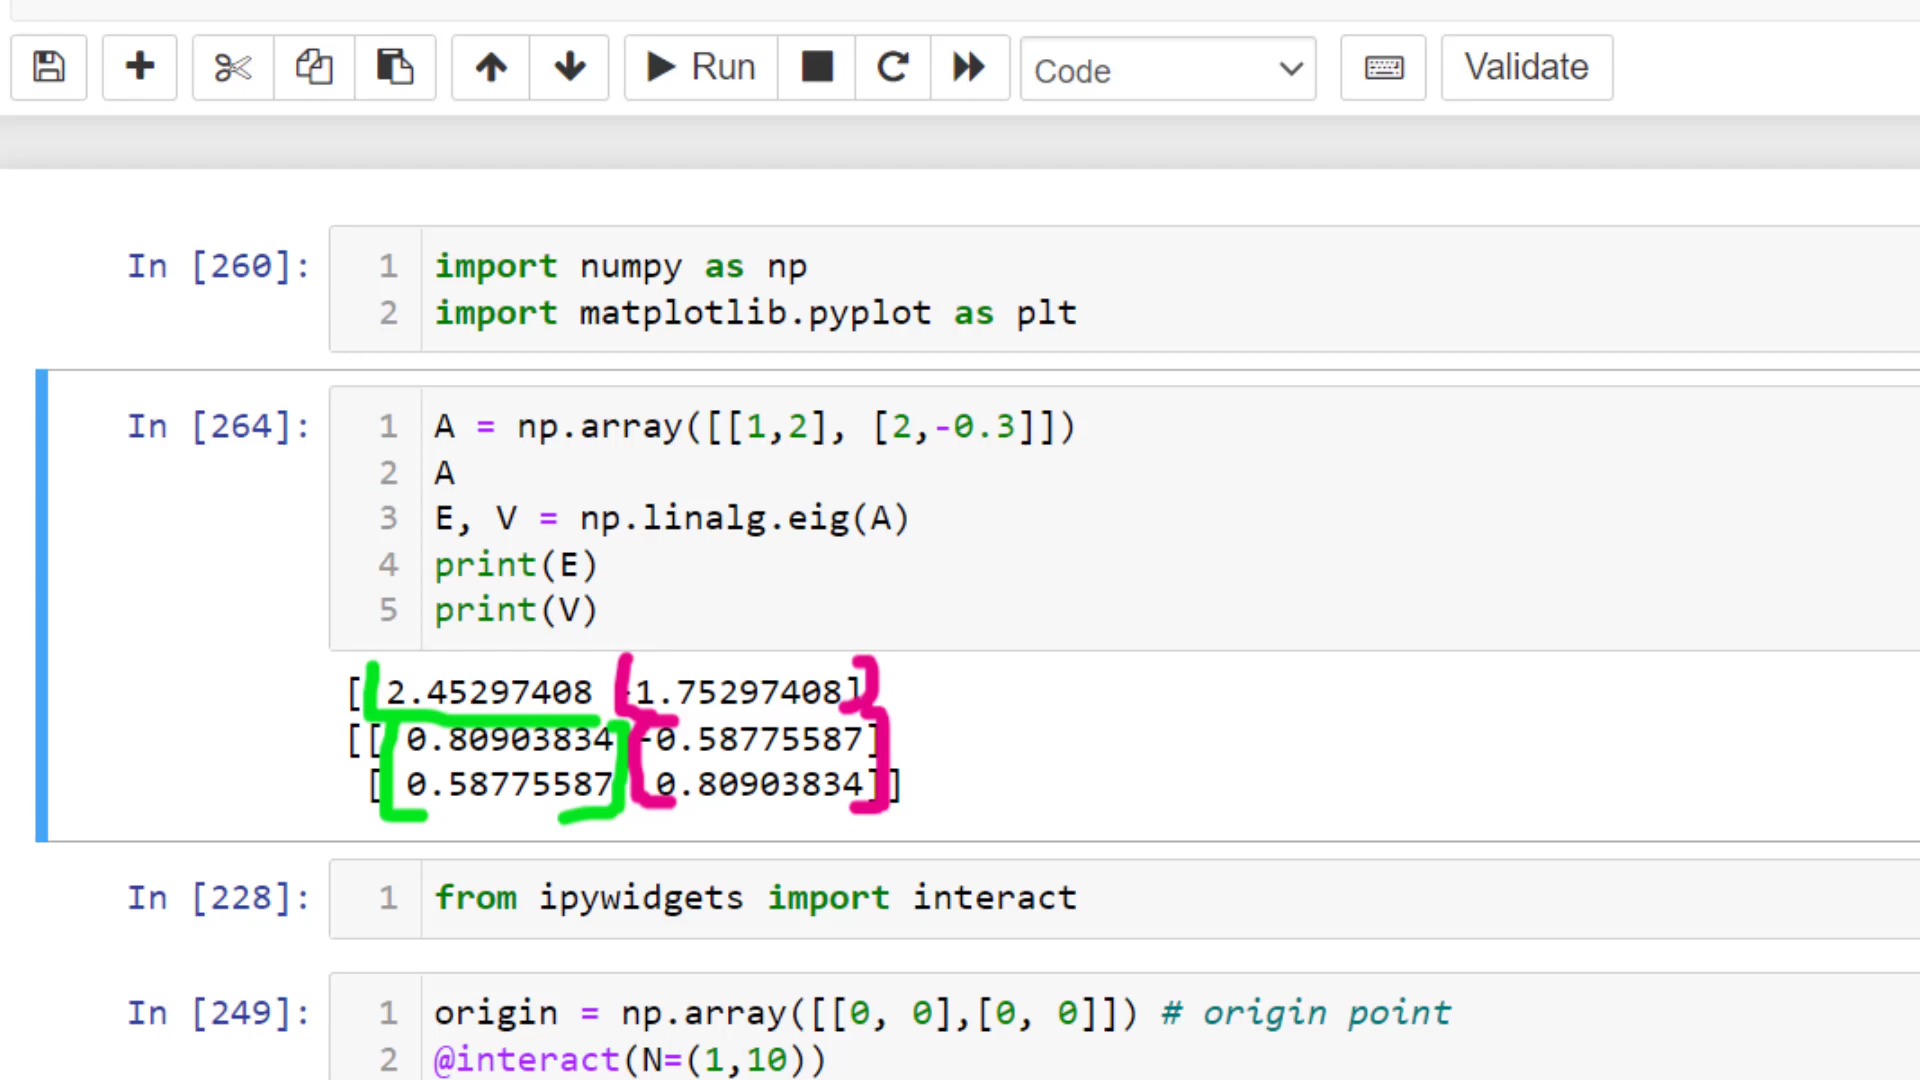 Run Code Validate
In [260]: 1 import numpy as np
2 import matplotlib.pyplot as plt
In [264]: 1 A = np.array([[1,2], [2,-0.3]])
2 A
3 E, V = np.linalg.eig(A)
4 print(E)
5 print(V)
[ 2.45297408 -1.75297408]
[[ 0.80903834 -0.58775587]
[ 0.58775587 0.80903834]]
In [228]: 1 from ipywidgets import interact
In [249]: 1 origin = np.array([[0, 0],[0, 0]]) # origin point
2 @interact(N=(1,10))